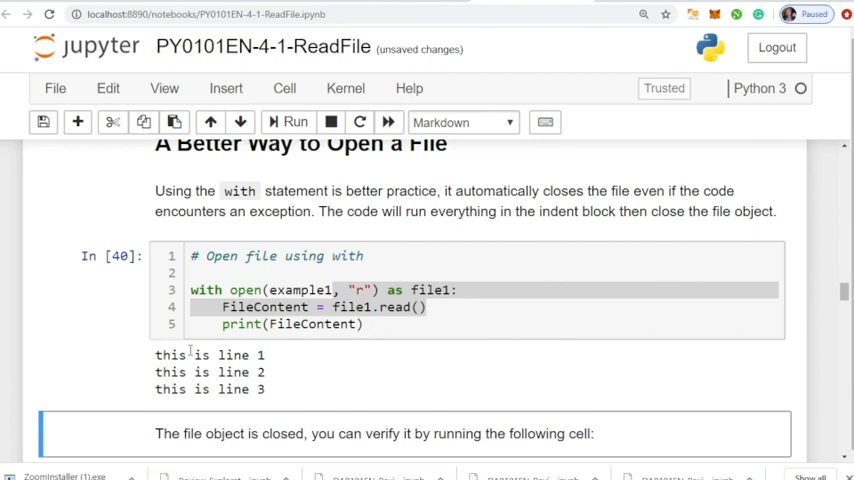 localhost:8890/notebooks/PY0101EN-4-1-ReadFile.ipynb
Paused
jupyter PY0101EN-4-1-ReadFile (unsaved changes)
Logout
File Edit View Insert Cell Kernel Help
Trusted
Python 3
Run
Markdown
A Better Way to Open a File
Using the with statement is better practice, it automatically closes the file even if the code
encounters an exception. The code will run everything in the indent block then close the file object.
In [40]:
1 # Open file using with
2
3 with open(example1, "r") as file1:
4 FileContent = file1.read()
5 print(FileContent)
this is line 1
this is line 2
this is line 3
The file object is closed, you can verify it by running the following cell:
ZoomInstaller (1).exe
Show all